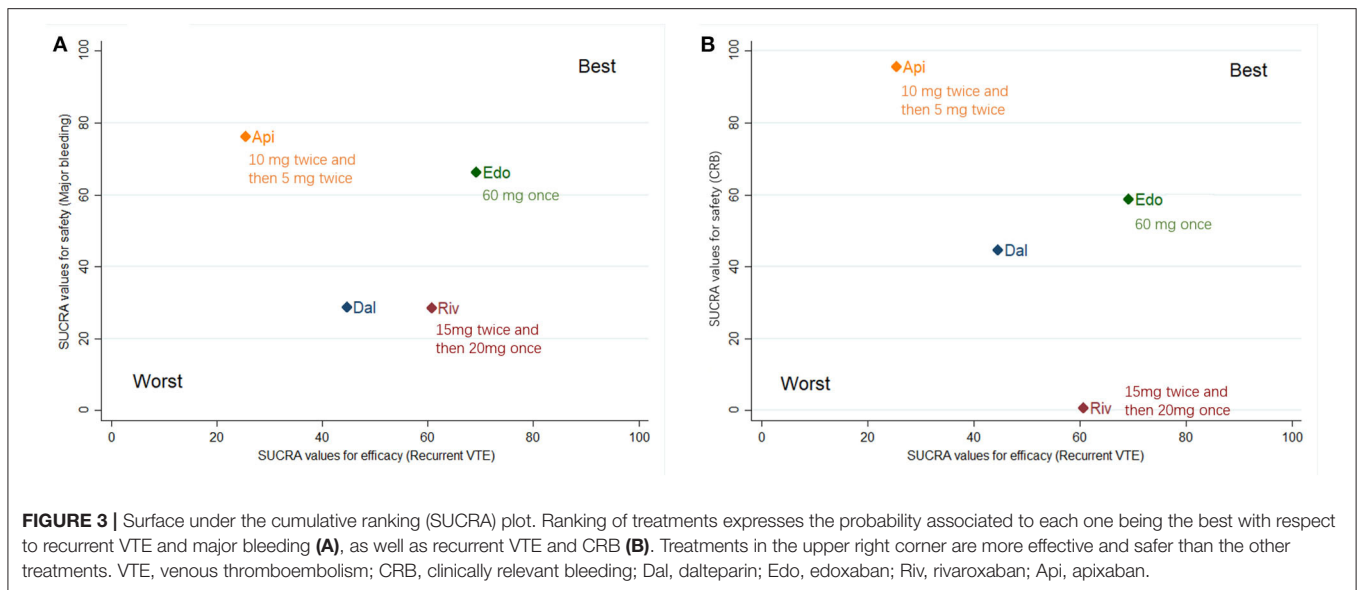 A
SUCRA values for safety (Major bleeding)
100
80
60
40
20
0
Best
Api
10 mg twice and
then 5 mg twice
Edo
60 mg once
Dal
Riv
15mg twice and
then 20mg once
Worst
0 20 40 60 80 100
SUCRA values for efficacy (Recurrent VTE)
B
SUCRA values for safety (CRB)
100
80
60
40
20
0
Api
10 mg twice and
then 5 mg twice
Best
Edo
60 mg once
Dal
Worst
Riv
15mg twice and
then 20mg once
0 20 40 60 80 100
SUCRA values for efficacy (Recurrent VTE)
FIGURE 3 | Surface under the cumulative ranking (SUCRA) plot. Ranking of treatments expresses the probability associated to each one being the best with respect
to recurrent VTE and major bleeding (A), as well as recurrent VTE and CRB (B). Treatments in the upper right corner are more effective and safer than the other
treatments. VTE, venous thromboembolism; CRB, clinically relevant bleeding; Dal, dalteparin; Edo, edoxaban; Riv, rivaroxaban; Api, apixaban.